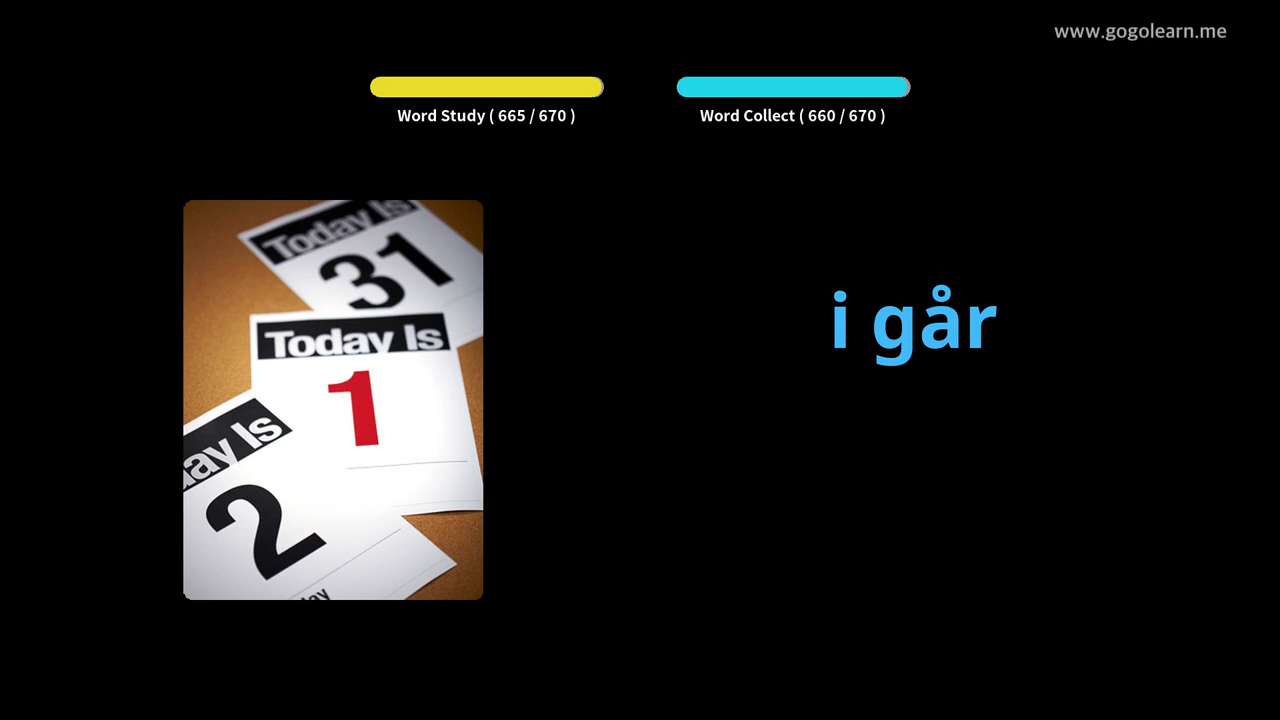 www.gogolearn.me
Word Study ( 665 / 670 )
Word Collect ( 660 / 670 )
Today Is
31
Today Is
1
ay Is
2
ay
i går